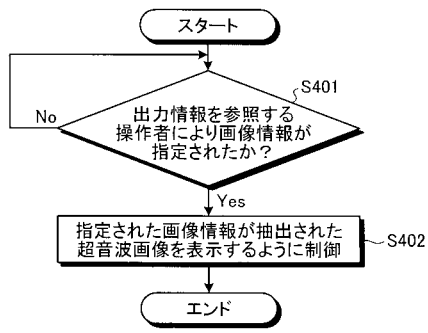 スタート
S401
出力情報を参照する
操作者により画像情報が
指定されたか？
No
Yes
指定された画像情報が抽出された
超音波画像を表示するように制御
S402
エンド